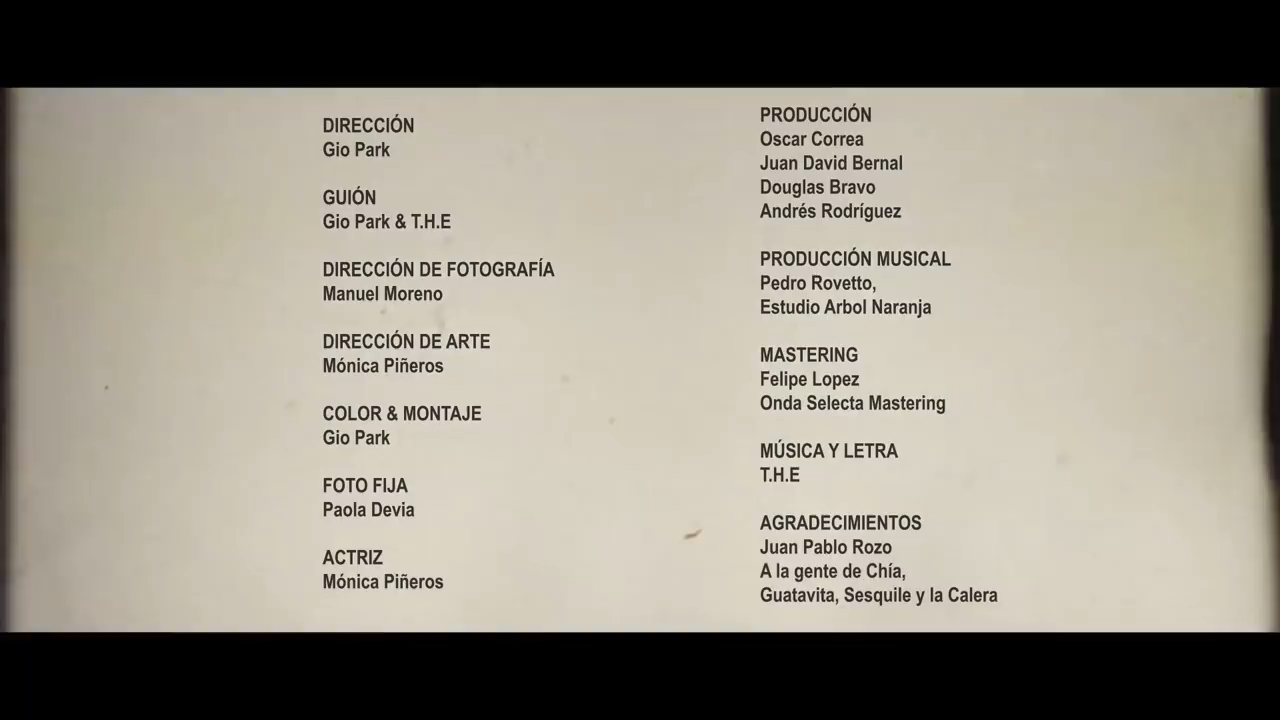 DIRECCIÓN
Gio Park
GUIÓN
Gio Park & T.H.E
DIRECCIÓN DE FOTOGRAFÍA
Manuel Moreno
DIRECCIÓN DE ARTE
Mónica Piñeros
COLOR & MONTAJE
Gio Park
FOTO FIJA
Paola Devia
ACTRIZ
Mónica Piñeros
PRODUCCIÓN
Oscar Correa
Juan David Bernal
Douglas Bravo
Andrés Rodríguez
PRODUCCIÓN MUSICAL
Pedro Rovetto,
Estudio Arbol Naranja
MASTERING
Felipe Lopez
Onda Selecta Mastering
MÚSICA Y LETRA
T.H.E
AGRADECIMIENTOS
Juan Pablo Rozo
A la gente de Chía,
Guatavita, Sesquile y la Calera